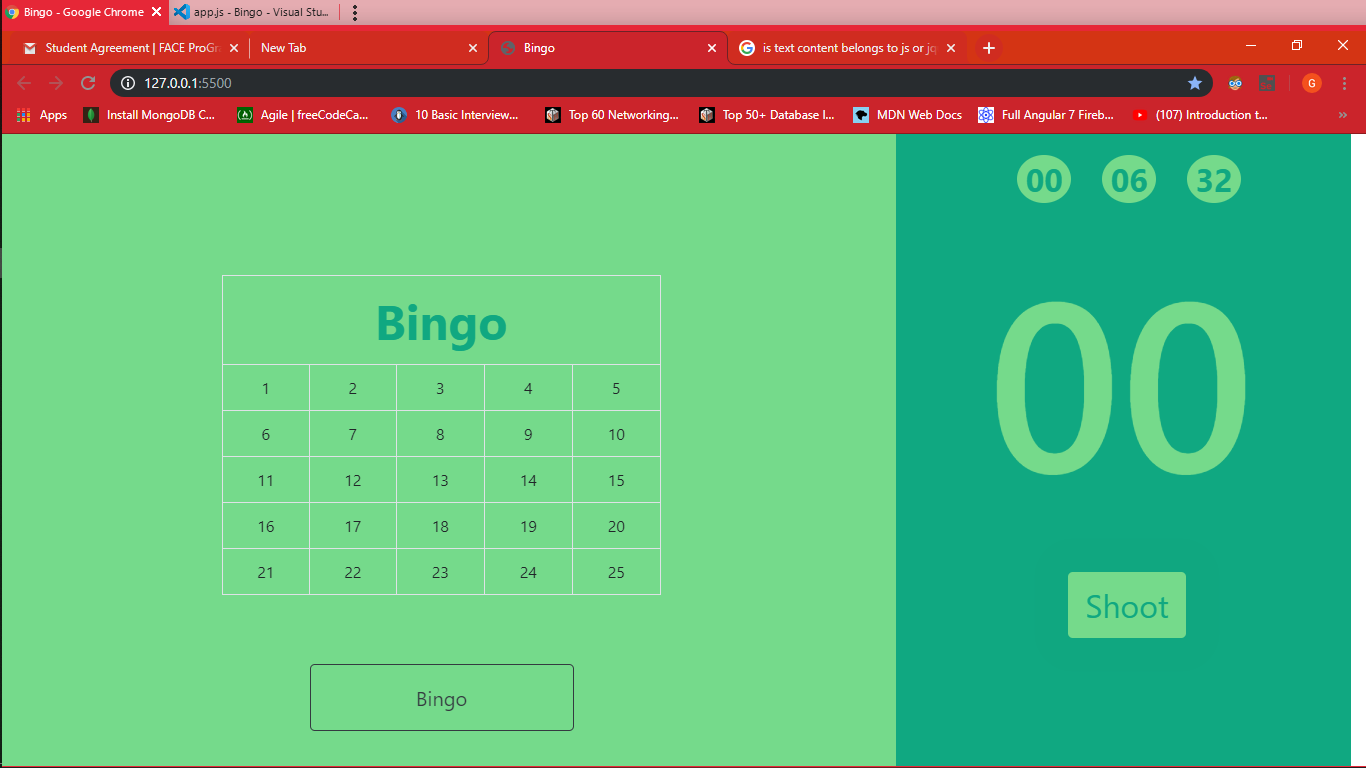 Bingo - Google Chrome
app.js - Bingo - Visual Stu...
Student Agreement | FACE ProGr
New Tab
Bingo
is text content belongs to js or jq
127.0.0.1:5500
G
Apps
Install MongoDB C...
Agile | freeCodeCa...
10 Basic Interview...
Top 60 Networking...
Top 50+ Database I...
MDN Web Docs
Full Angular 7 Fireb...
(107) Introduction t...
00 06 32
Bingo
1 2 3 4 5
6 7 8 9 10
11 12 13 14 15
16 17 18 19 20
21 22 23 24 25
Bingo
00
Shoot